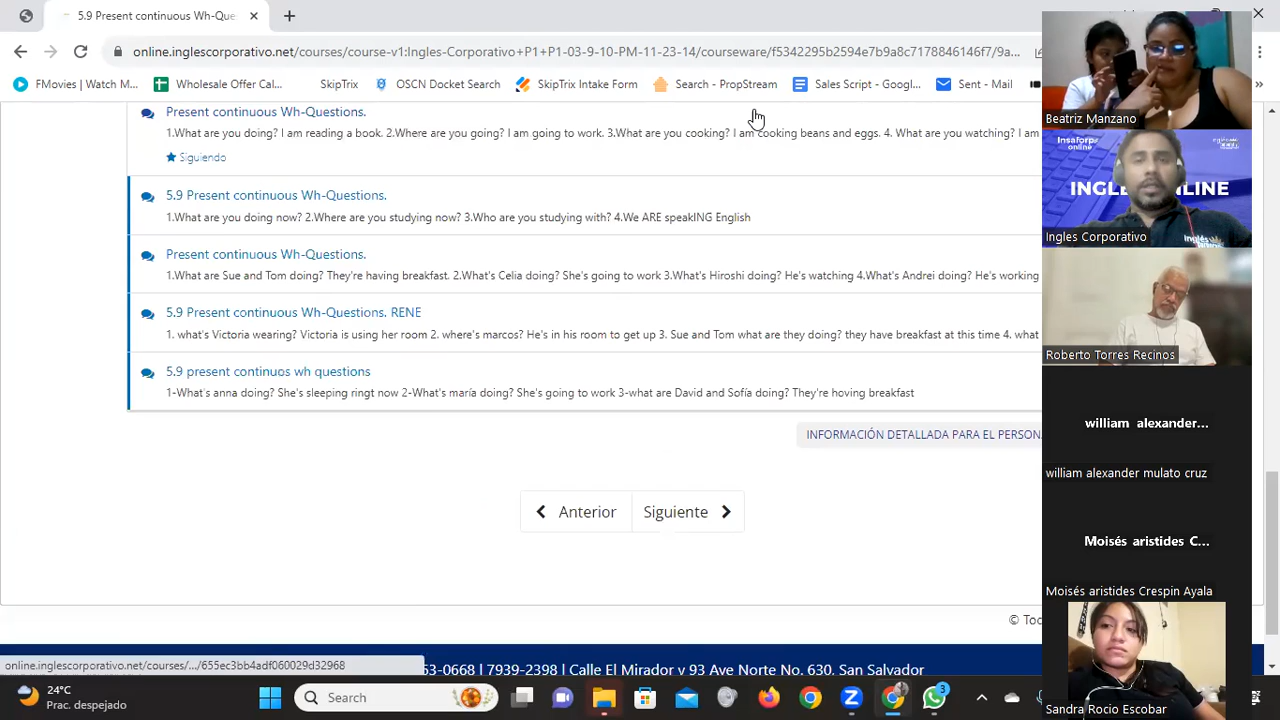 5.9 Present continuous Wh-Que
online.inglescorporativo.net/courses/course-v1:Ingles-Corporativo+P1+P1-03-9-10-PM-11-23-14/courseware/f5342295b2594e7b9a8c7178846146f7/9a...
FMovies | Watch M... Wholesale Offer Cal... SkipTrix OSCN Docket Search SkipTrix Intake Form Search - PropStream Sales Script - Googl... Sent - Mail
Present continuous Wh-Questions.
1.What are you doing? I am reading a book. 2.Where are you going? I am going to work. 3.What are you cooking? I am cooking beans and eggs. 4. What are you watching? I am
Siguiendo
5.9 Present continuous Wh-Questions.
1.What are you doing now? 2.Where are you studying now? 3.Who are you studying with? 4.We ARE speakING English
Present continuous Wh-Questions.
1.What are Sue and Tom doing? They're having breakfast. 2.What's Celia doing? She's going to work 3.What's Hiroshi doing? He's watching 4.What's Andrei doing? He's working
5.9 Present continuous Wh-Questions. RENE
1. what's Victoria wearing? Victoria is using her room 2. where's marcos? He's in his room to get up 3. Sue and Tom what are they doing? they have breakfast at this time 4. what
5.9 present continuos wh questions
1-What's anna doing? She's sleeping ringt now 2-What's maría doing? She's going to work 3-what are David and Sofía doing? They're hoving breakfast
INFORMACIÓN DETALLADA PARA EL PERSON
Anterior Siguiente
© Too
online.inglescorporativo.net/courses/.../655ec3bb4adf060029d32968
63-0668 | 7939-2398 | Calle El Mirador y 93 Ave Norte No. 630, San Salvador
24°C
Prac. despejado
Search
3
Beatriz Manzano
Insaforp
online
INGLE NLINE
Inglés
Ingles Corporativo
Roberto Torres Recinos
william alexander...
william alexander mulato cruz
Moisés aristides C...
Moisés aristides Crespin Ayala
Sandra Rocio Escobar